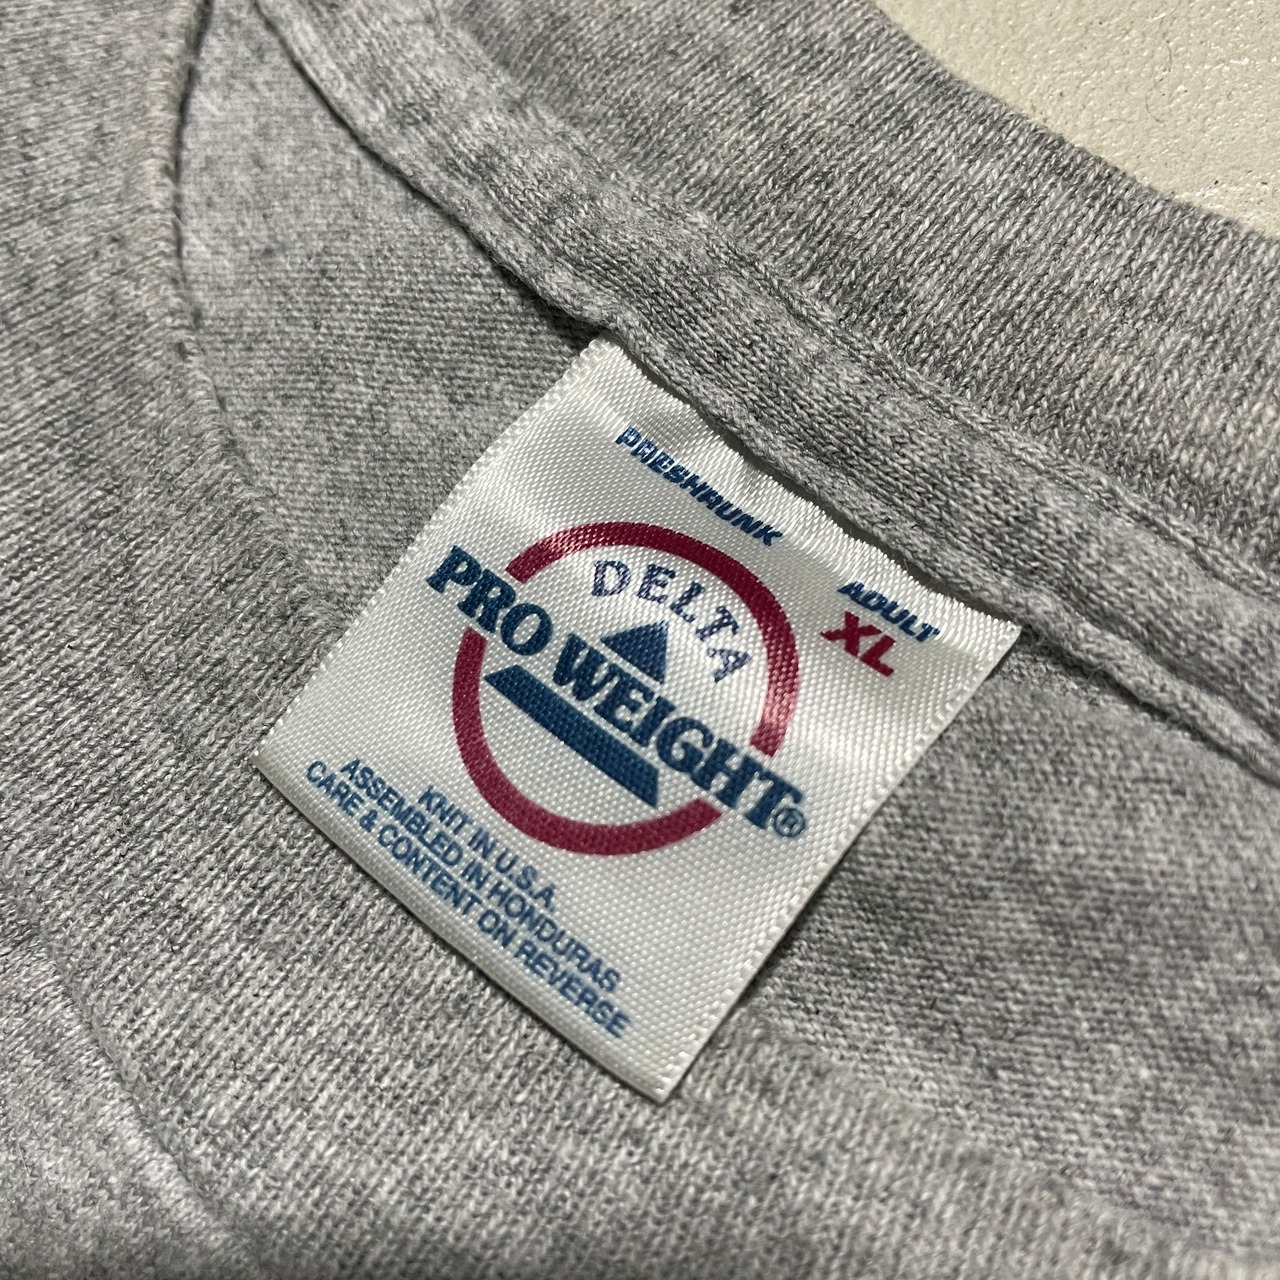 PRESHRUNK
ADULT
XL
DELTA
PRO WEIGHT®
KNIT IN U.S.A.
ASSEMBLED IN HONDURAS
CARE & CONTENT ON REVERSE